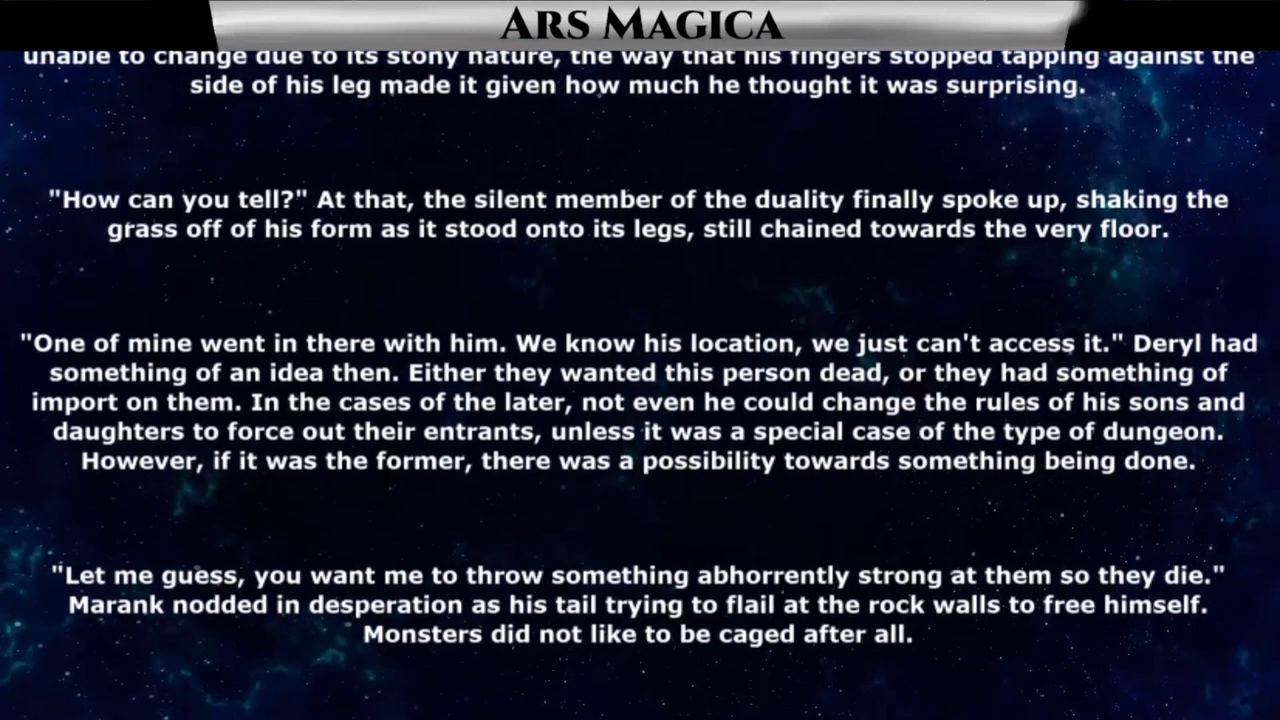 ARS MAGICA
unable to change due to its stony nature, the way that his fingers stopped tapping against the
side of his leg made it given how much he thought it was surprising.
"How can you tell?" At that, the silent member of the duality finally spoke up, shaking the
grass off of his form as it stood onto its legs, still chained towards the very floor.
"One of mine went in there with him. We know his location, we just can't access it." Deryl had
something of an idea then. Either they wanted this person dead, or they had something of
import on them. In the cases of the later, not even he could change the rules of his sons and
daughters to force out their entrants, unless it was a special case of the type of dungeon.
However, if it was the former, there was a possibility towards something being done.
"Let me guess, you want me to throw something abhorrently strong at them so they die."
Marank nodded in desperation as his tail trying to flail at the rock walls to free himself.
Monsters did not like to be caged after all.